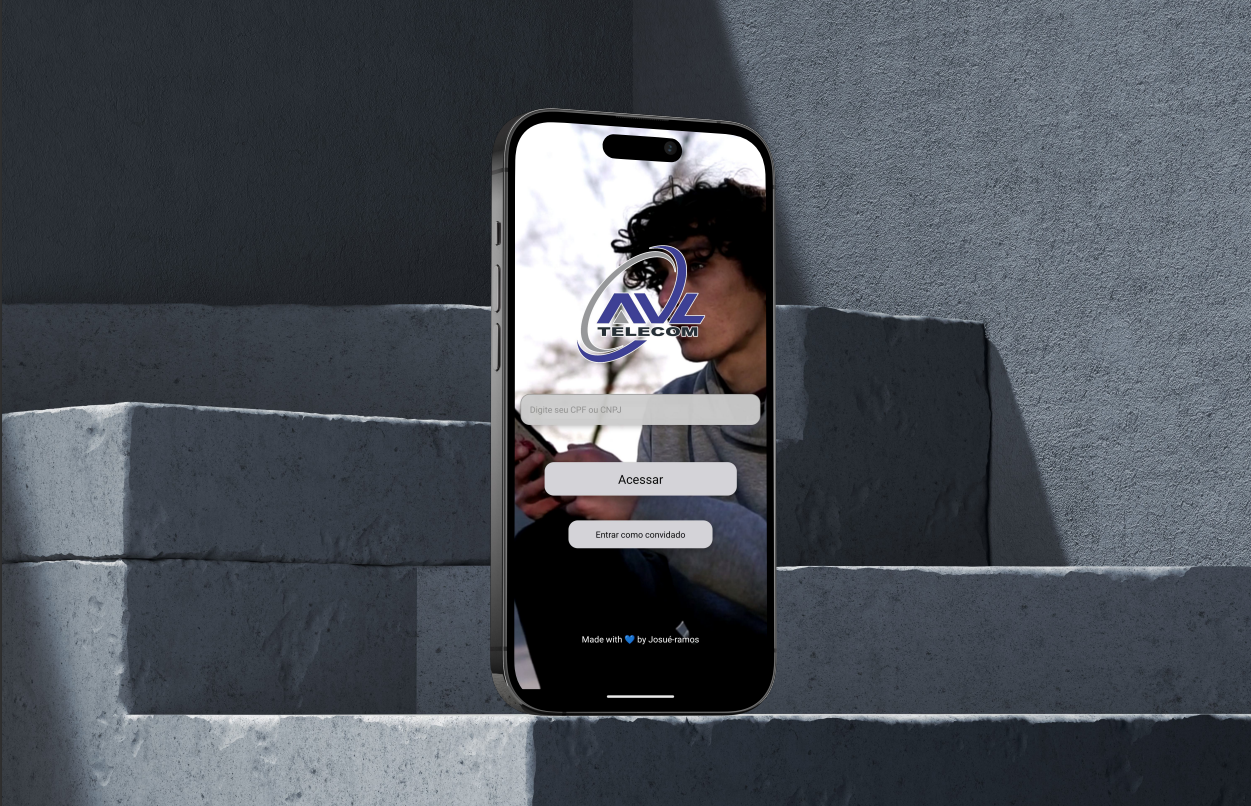 AVL
TELECOM
Digite seu CPF ou CNPJ
Acessar
Entrar como convidado
Made with 💙 by Josué-ramos